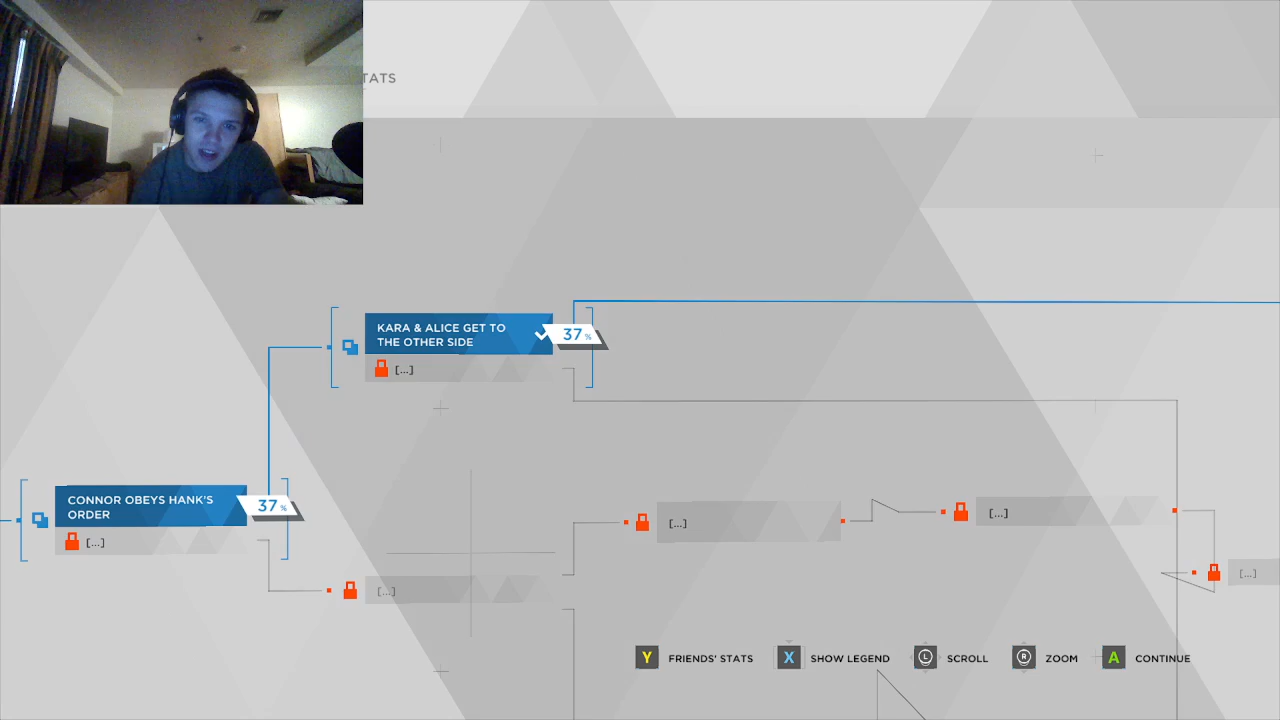 TATS
KARA & ALICE GET TO
THE OTHER SIDE
37%
[...]
CONNOR OBEYS HANK'S
ORDER
37%
[...]
[...]
[...]
[...]
[...]
Y FRIENDS' STATS X SHOW LEGEND L SCROLL R ZOOM A CONTINUE